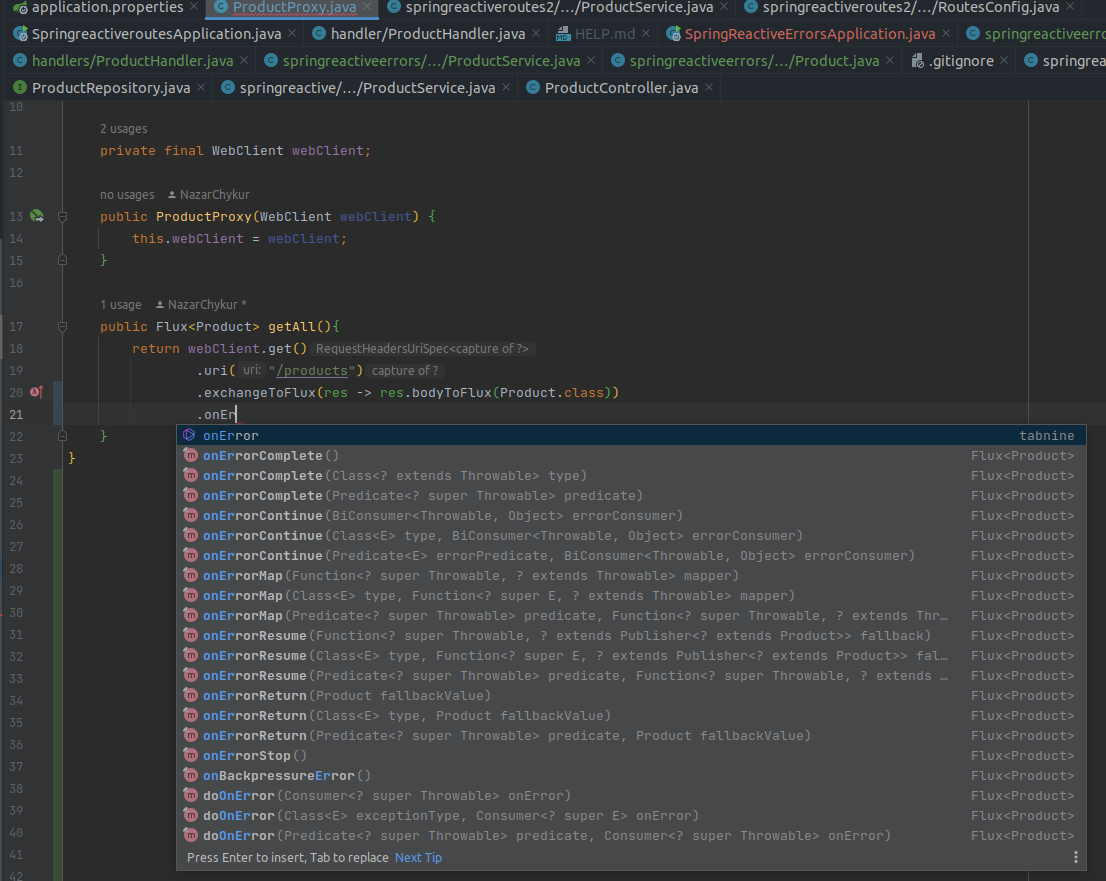 application.properties ProductProxy.java springreactiveroutes2/.../ProductService.java springreactiveroutes2/.../RoutesConfig.java
SpringreactiveroutesApplication.java handler/ProductHandler.java HELP.md SpringReactiveErrorsApplication.java springreactiveerro
handlers/ProductHandler.java springreactiveerrors/.../ProductService.java springreactiveerrors/.../Product.java .gitignore springrea
ProductRepository.java springreactive/.../ProductService.java ProductController.java
10
2 usages
11 private final WebClient webClient;
12
no usages NazarChykur
13 public ProductProxy(WebClient webClient) {
14 this.webClient = webClient;
15 }
16
1 usage NazarChykur *
17 public Flux<Product> getAll(){
18 return webClient.get() RequestHeadersUriSpec<capture of ?>
19 .uri( uri: "/products") capture of ?
20 .exchangeToFlux(res -> res.bodyToFlux(Product.class))
21 .onEr
22 }
onError tabnine
23 }
onErrorComplete() Flux<Product>
24
onErrorComplete(Class<? extends Throwable> type) Flux<Product>
25
onErrorComplete(Predicate<? super Throwable> predicate) Flux<Product>
26
onErrorContinue(BiConsumer<Throwable, Object> errorConsumer) Flux<Product>
27
onErrorContinue(Class<E> type, BiConsumer<Throwable, Object> errorConsumer) Flux<Product>
28
onErrorContinue(Predicate<E> errorPredicate, BiConsumer<Throwable, Object> errorConsumer) Flux<Product>
29
onErrorMap(Function<? super Throwable, ? extends Throwable> mapper) Flux<Product>
onErrorMap(Class<E> type, Function<? super E, ? extends Throwable> mapper) Flux<Product>
30
onErrorMap(Predicate<? super Throwable> predicate, Function<? super Throwable, ? extends Thr... Flux<Product>
31
onErrorResume(Function<? super Throwable, ? extends Publisher<? extends Product>> fallback) Flux<Product>
32
onErrorResume(Class<E> type, Function<? super E, ? extends Publisher<? extends Product>> fal... Flux<Product>
33
onErrorResume(Predicate<? super Throwable> predicate, Function<? super Throwable, ? extends ... Flux<Product>
34
onErrorReturn(Product fallbackValue) Flux<Product>
35
onErrorReturn(Class<E> type, Product fallbackValue) Flux<Product>
36
onErrorReturn(Predicate<? super Throwable> predicate, Product fallbackValue) Flux<Product>
37
onErrorStop() Flux<Product>
onBackpressureError() Flux<Product>
38
doOnError(Consumer<? super Throwable> onError) Flux<Product>
39
doOnError(Class<E> exceptionType, Consumer<? super E> onError) Flux<Product>
40
doOnError(Predicate<? super Throwable> predicate, Consumer<? super Throwable> onError) Flux<Product>
41
Press Enter to insert, Tab to replace Next Tip
42